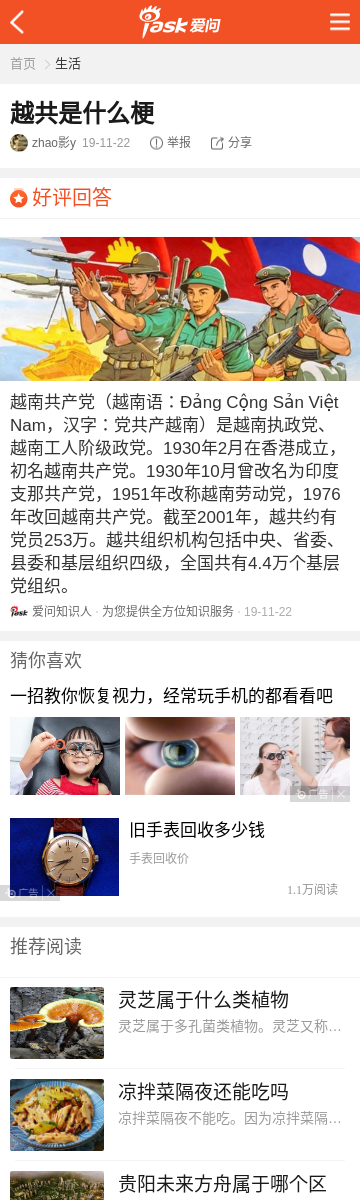 iask爱问
首页 生活
越共是什么梗
zhao影y 19-11-22 举报 分享
好评回答
越南共产党（越南语：Đảng Cộng Sản Việt
Nam，汉字：党共产越南）是越南执政党、
越南工人阶级政党。1930年2月在香港成立，
初名越南共产党。1930年10月曾改名为印度
支那共产党，1951年改称越南劳动党，1976
年改回越南共产党。截至2001年，越共约有
党员253万。越共组织机构包括中央、省委、
县委和基层组织四级，全国共有4.4万个基层
党组织。
iask 爱问知识人 · 为您提供全方位知识服务 · 19-11-22
猜你喜欢
一招教你恢复视力，经常玩手机的都看看吧
广告
旧手表回收多少钱
手表回收价
1.1万阅读
广告
推荐阅读
灵芝属于什么类植物
灵芝属于多孔菌类植物。灵芝又称…
凉拌菜隔夜还能吃吗
凉拌菜隔夜不能吃。因为凉拌菜隔…
贵阳未来方舟属于哪个区